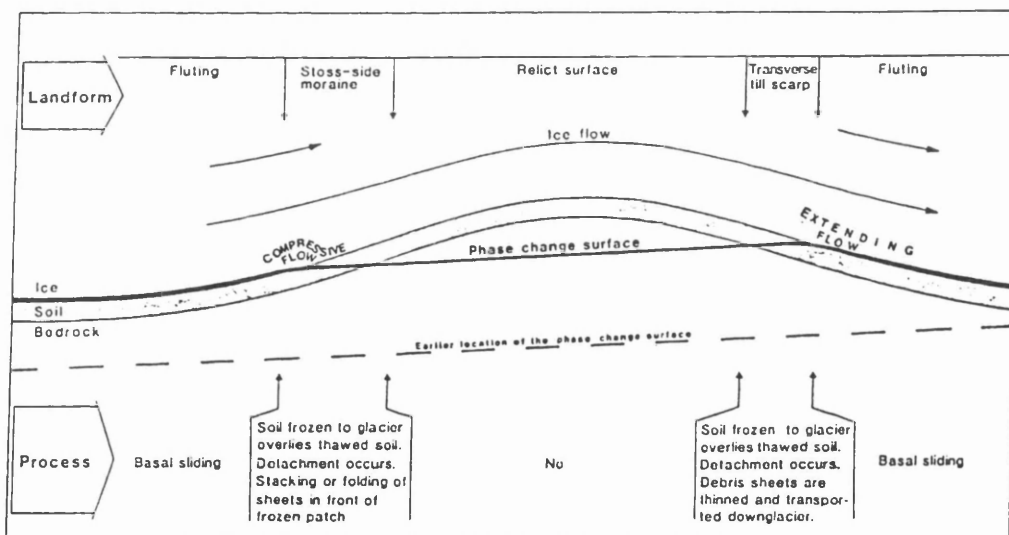 Landform
Fluting
Stoss-side
moraine
Relict surface
Transverse
till scarp
Fluting
Ice flow
COMPRESSIVE
FLOW
Phase change surface
EXTENDING
FLOW
Ice
Soil
Bedrock
Earlier location of the phase change surface
Process
Basal sliding
Soil frozen to glacier
overlies thawed soil.
Detachment occurs.
Stacking or folding of
sheets in front of
frozen patch
No
Soil frozen to glacier
overlies thawed soil.
Detachment occurs.
Debris sheets are
thinned and transpor-
ted downglacier.
Basal sliding